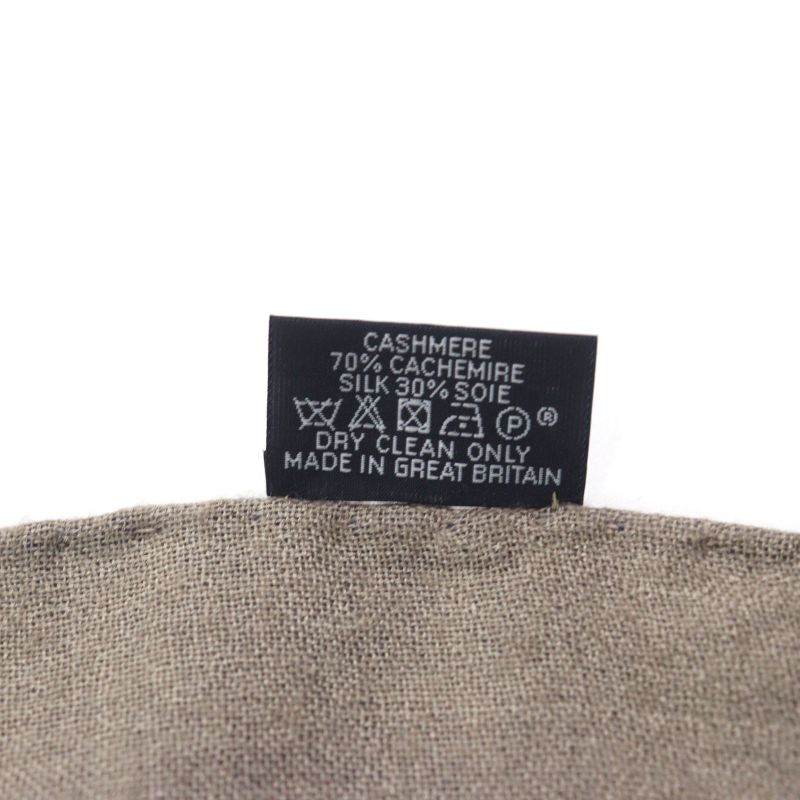 CASHMERE
70% CACHEMIRE
SILK 30% SOIE
P ®
DRY CLEAN ONLY
MADE IN GREAT BRITAIN